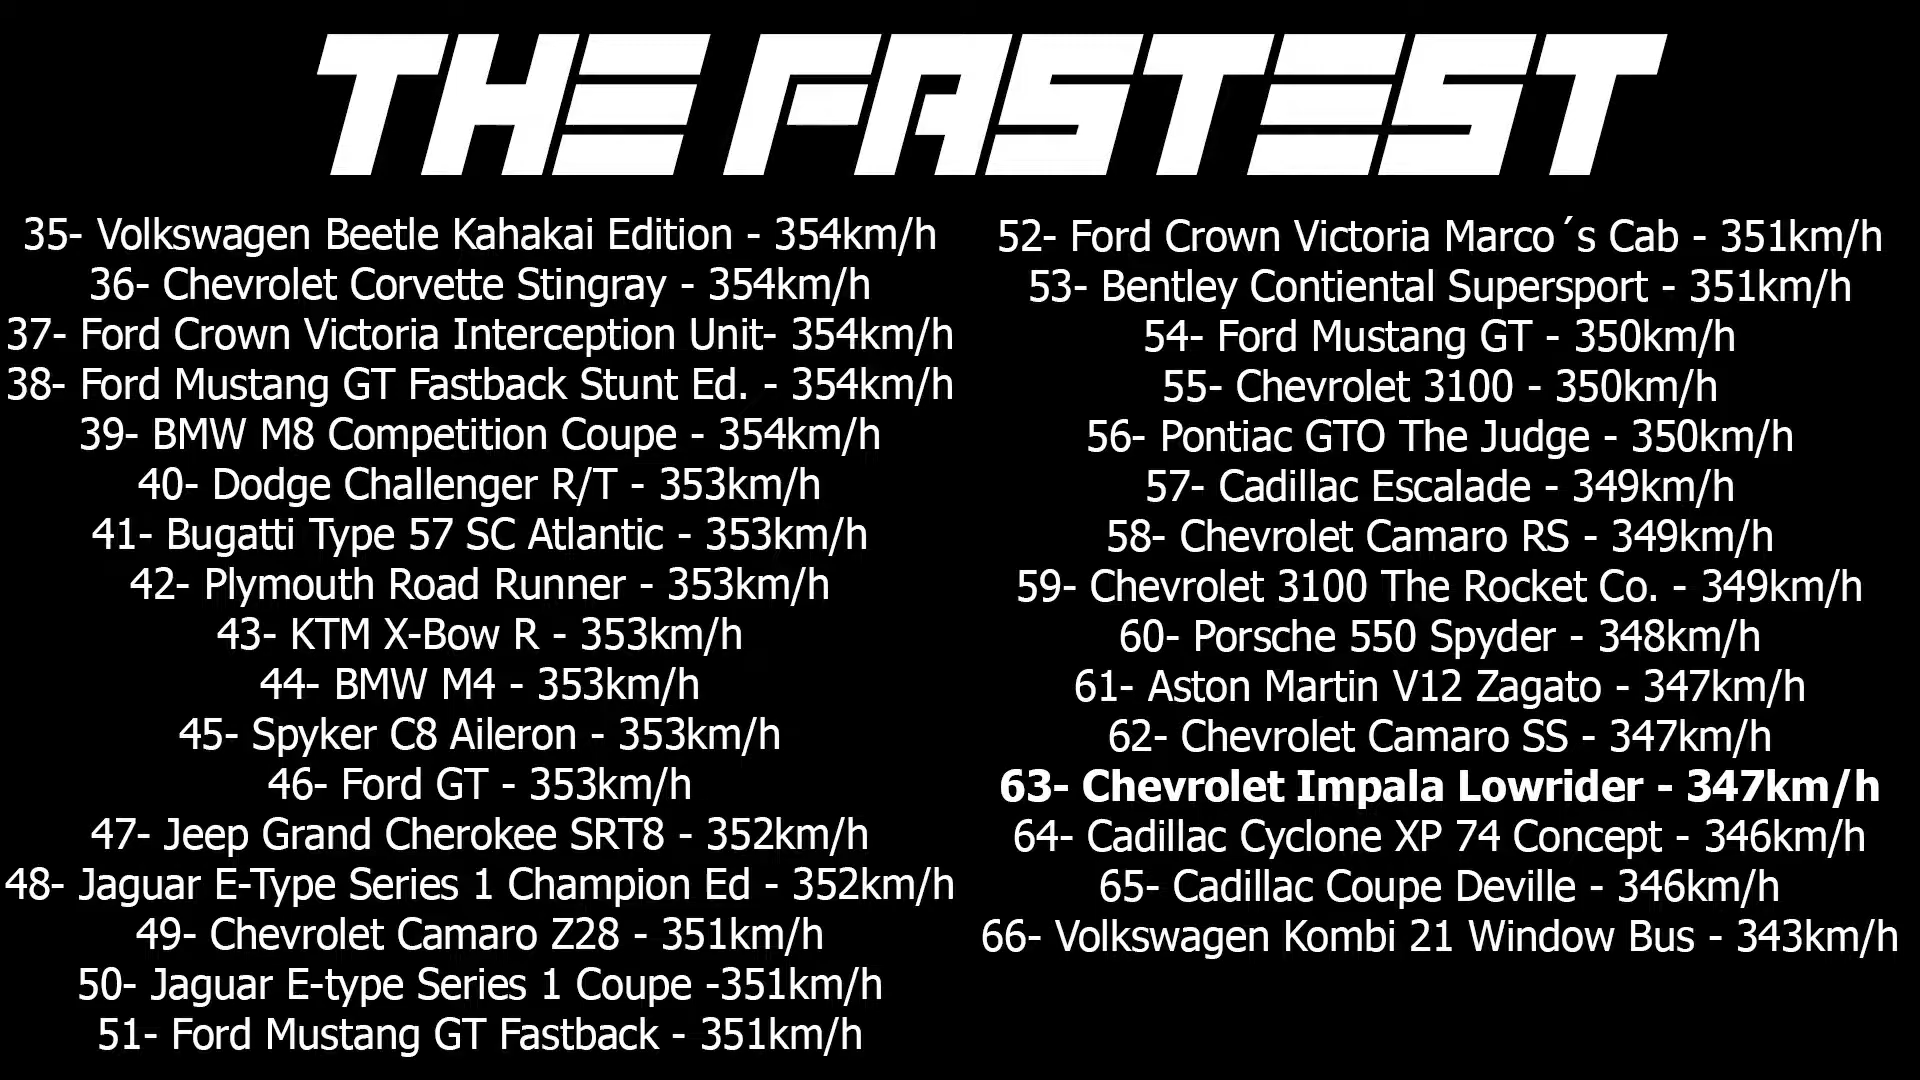 THE FASTEST
35- Volkswagen Beetle Kahakai Edition - 354km/h
36- Chevrolet Corvette Stingray - 354km/h
37- Ford Crown Victoria Interception Unit- 354km/h
38- Ford Mustang GT Fastback Stunt Ed. - 354km/h
39- BMW M8 Competition Coupe - 354km/h
40- Dodge Challenger R/T - 353km/h
41- Bugatti Type 57 SC Atlantic - 353km/h
42- Plymouth Road Runner - 353km/h
43- KTM X-Bow R - 353km/h
44- BMW M4 - 353km/h
45- Spyker C8 Aileron - 353km/h
46- Ford GT - 353km/h
47- Jeep Grand Cherokee SRT8 - 352km/h
48- Jaguar E-Type Series 1 Champion Ed - 352km/h
49- Chevrolet Camaro Z28 - 351km/h
50- Jaguar E-type Series 1 Coupe -351km/h
51- Ford Mustang GT Fastback - 351km/h
52- Ford Crown Victoria Marco´s Cab - 351km/h
53- Bentley Contiental Supersport - 351km/h
54- Ford Mustang GT - 350km/h
55- Chevrolet 3100 - 350km/h
56- Pontiac GTO The Judge - 350km/h
57- Cadillac Escalade - 349km/h
58- Chevrolet Camaro RS - 349km/h
59- Chevrolet 3100 The Rocket Co. - 349km/h
60- Porsche 550 Spyder - 348km/h
61- Aston Martin V12 Zagato - 347km/h
62- Chevrolet Camaro SS - 347km/h
63- Chevrolet Impala Lowrider - 347km/h
64- Cadillac Cyclone XP 74 Concept - 346km/h
65- Cadillac Coupe Deville - 346km/h
66- Volkswagen Kombi 21 Window Bus - 343km/h